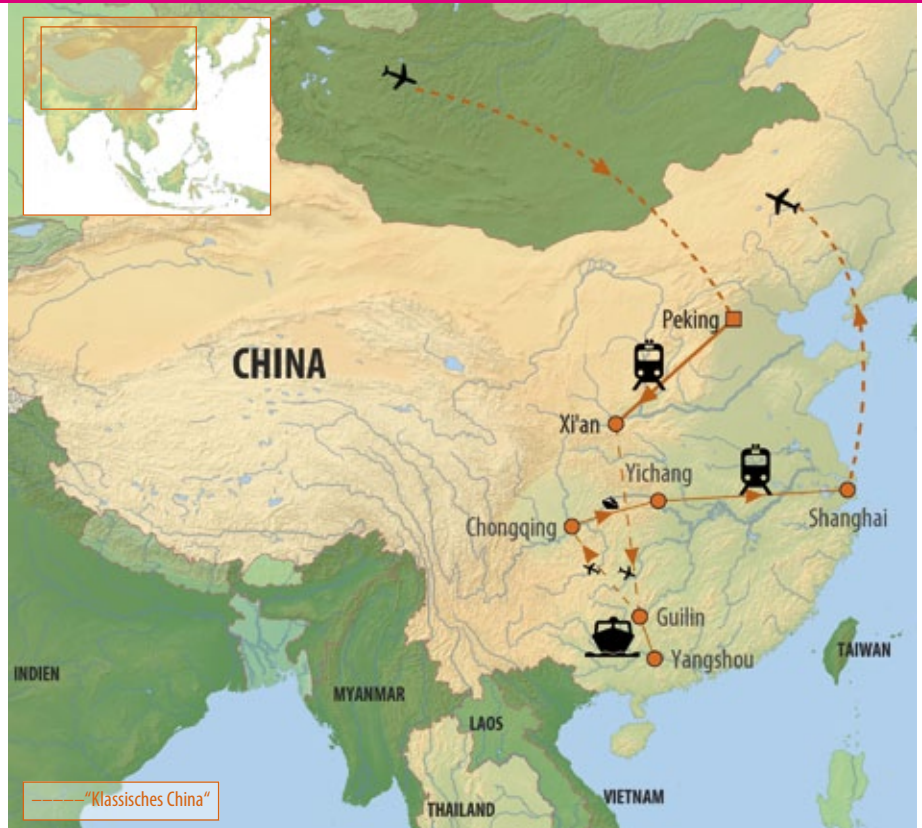 Peking
CHINA
Xi'an
Yichang
Chongqing
Shanghai
Guilin
Yangshou
TAIWAN
INDIEN
MYANMAR
LAOS
THAILAND
VIETNAM
-----"Klassisches China"